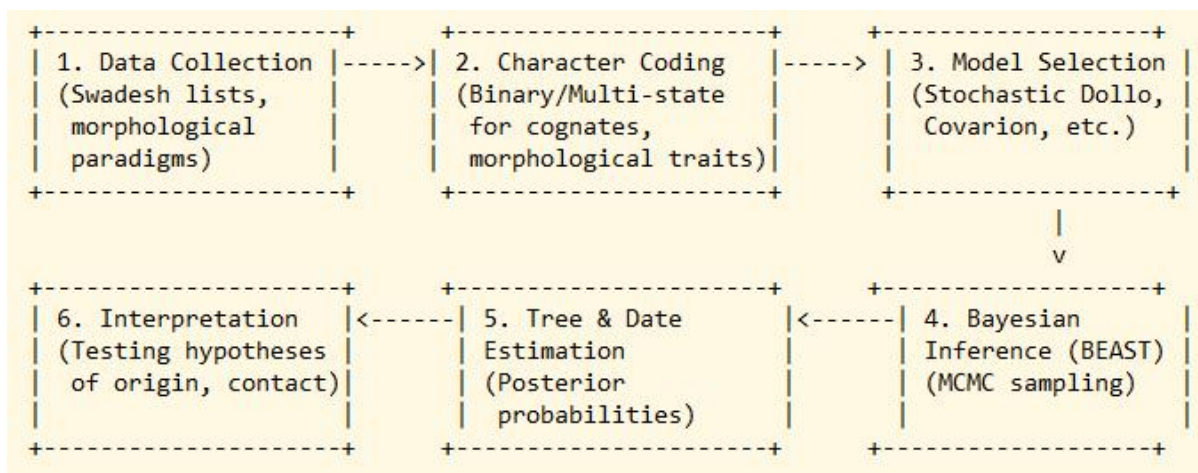 +---------------------+ +-----------------------+ +-------------------+
| 1. Data Collection |----->| 2. Character Coding |-----> | 3. Model Selection |
| (Swadesh lists, | | (Binary/Multi-state | | (Stochastic Dollo, |
| morphological | | for cognates, | | Covarion, etc.) |
| paradigms) | | morphological traits)| | |
+---------------------+ +-----------------------+ +-------------------+
|
v
+---------------------+ +-----------------------+ +-------------------+
| 6. Interpretation |<------| 5. Tree & Date |<------| 4. Bayesian |
| (Testing hypotheses | | Estimation | | Inference (BEAST) |
| of origin, contact)| | (Posterior | | (MCMC sampling) |
| | | probabilities) | | |
+---------------------+ +-----------------------+ +-------------------+